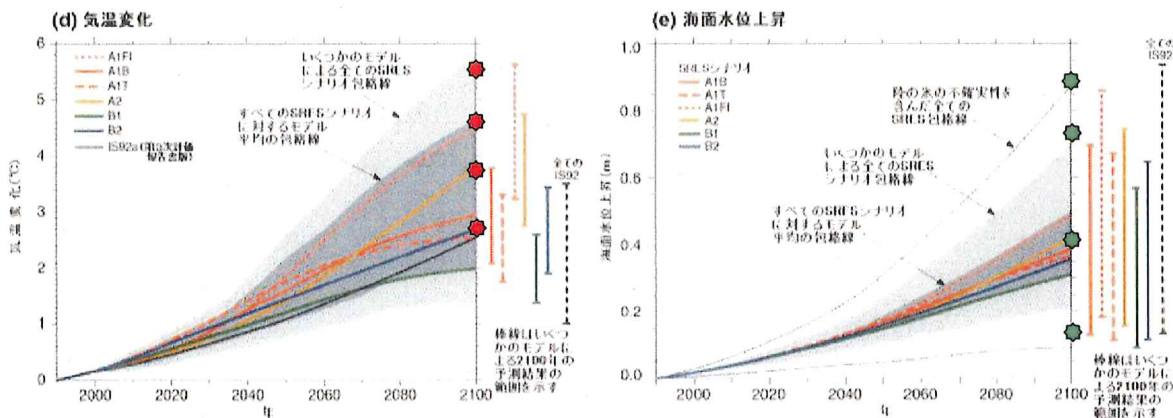 (d) 気温変化
6
5
4
3
2
1
0
気温変化(℃)
A1FI
A1B
A1T
A2
B1
B2
IS92a (第2次評価
報告書版)
いくつかのモデル
による全てのSRES
シナリオ包絡線
すべてのSRESシナリオ
に対するモデル
平均の包絡線
全ての
IS92
棒線はいくつ
かのモデルに
よる2100年の
予測結果の
範囲を示す
2000
2020
2040
2060
2080
2100
年
(e) 海面水位上昇
1.0
0.8
0.6
0.4
0.2
0.0
海面水位上昇(m)
SRESシナリオ
A1B
A1T
A1FI
A2
B1
B2
陸の氷の不確実性を
含んだ全ての
SRES包絡線
いくつかのモデル
による全てのSRES
シナリオ包絡線
すべてのSRESシナリオ
に対するモデル
平均の包絡線
全ての
IS92
棒線はいくつ
かのモデルに
よる2100年の
予測結果の
範囲を示す
2000
2020
2040
2060
2080
2100
年